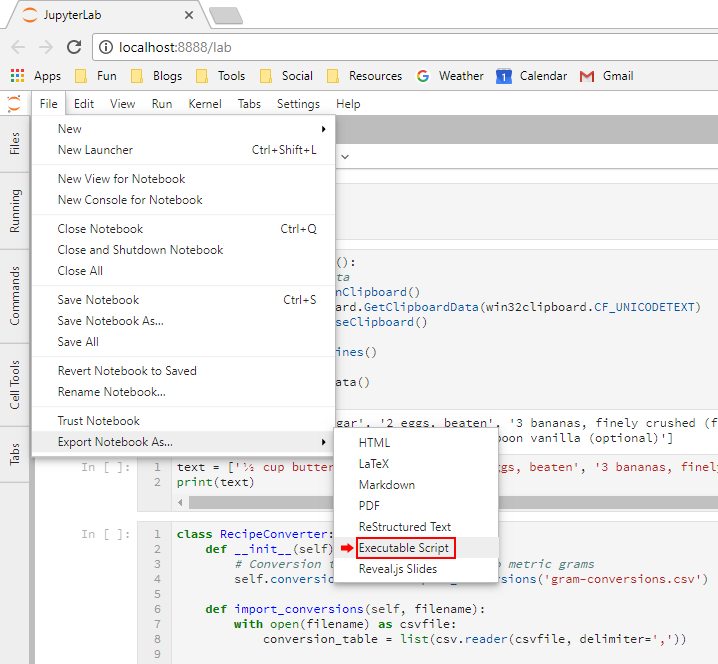 JupyterLab
localhost:8888/lab
Apps Fun Blogs Tools Social Resources Weather 1 Calendar Gmail
File Edit View Run Kernel Tabs Settings Help
Files
Running
Commands
Cell Tools
Tabs
New
New Launcher Ctrl+Shift+L
New View for Notebook
New Console for Notebook
Close Notebook Ctrl+Q
Close and Shutdown Notebook
Close All
Save Notebook Ctrl+S
Save Notebook As...
Save All
Revert Notebook to Saved
Rename Notebook...
Trust Notebook
Export Notebook As...
HTML
LaTeX
Markdown
PDF
ReStructured Text
Executable Script
Reveal.js Slides
():
nClipboard()
ard.GetClipboardData(win32clipboard.CF_UNICODETEXT)
seClipboard()
ines()
ata()
gar', '2 eggs, beaten', '3 bananas, finely crushed (f
poon vanilla (optional)']
In [ ]: 1 text = ['½ cup butter gs, beaten', '3 bananas, finely
2 print(text)
In [ ]: 1 class RecipeConverter:
2 def __init__(self)
3 # Conversion t o metric grams
4 self.conversio ersions('gram-conversions.csv')
5
6 def import_conversions(self, filename):
7 with open(filename) as csvfile:
8 conversion_table = list(csv.reader(csvfile, delimiter=','))
9